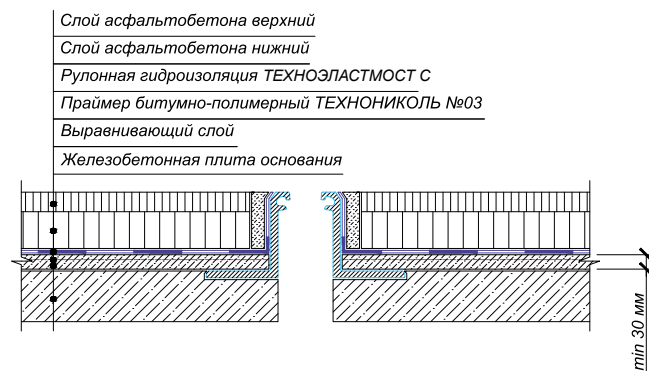 Слой асфальтобетона верхний
Слой асфальтобетона нижний
Рулонная гидроизоляция ТЕХНОЭЛАСТМОСТ С
Праймер битумно-полимерный ТЕХНОНИКОЛЬ №03
Выравнивающий слой
Железобетонная плита основания
min 30 мм